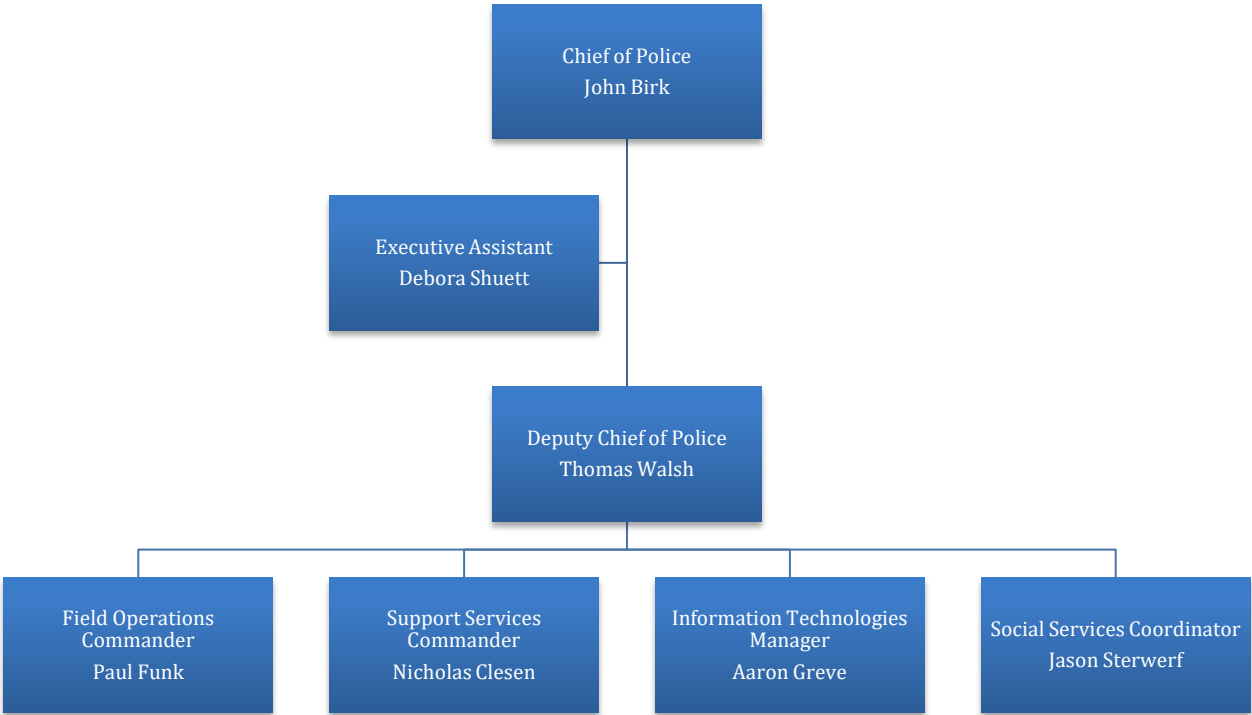 Chief of Police
John Birk
Executive Assistant
Debora Shuett
Deputy Chief of Police
Thomas Walsh
Field Operations
Commander
Paul Funk
Support Services
Commander
Nicholas Clesen
Information Technologies
Manager
Aaron Greve
Social Services Coordinator
Jason Sterwerf